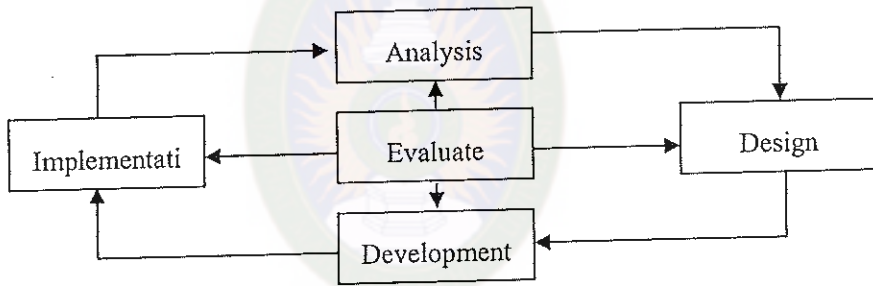 Analysis
Implementati
Evaluate
Design
Development